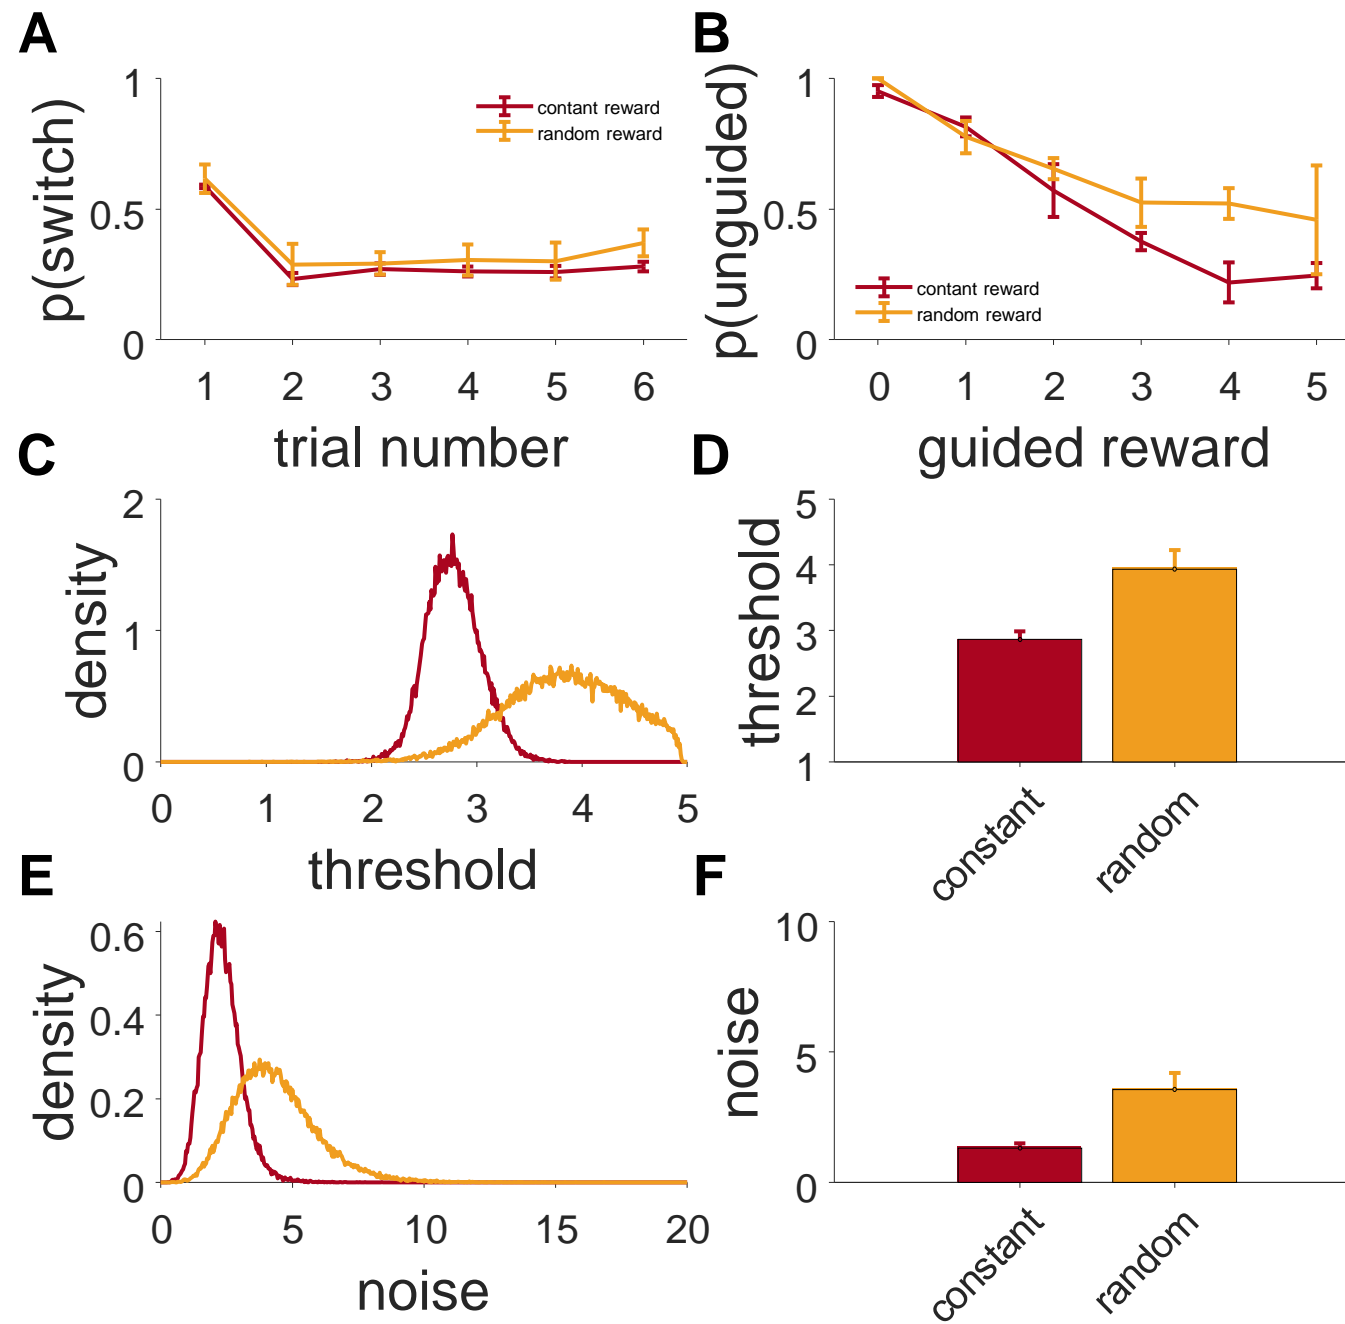 A
p(switch)
1
0.5
0
contant reward
random reward
1 2 3 4 5 6
trial number
B
p(unguided)
1
0.5
0
contant reward
random reward
0 1 2 3 4 5
guided reward
C
density
2
1
0
0 1 2 3 4 5
threshold
D
threshold
5
4
3
2
1
constant
random
E
density
0.6
0.4
0.2
0
0 5 10 15 20
noise
F
noise
10
5
0
constant
random